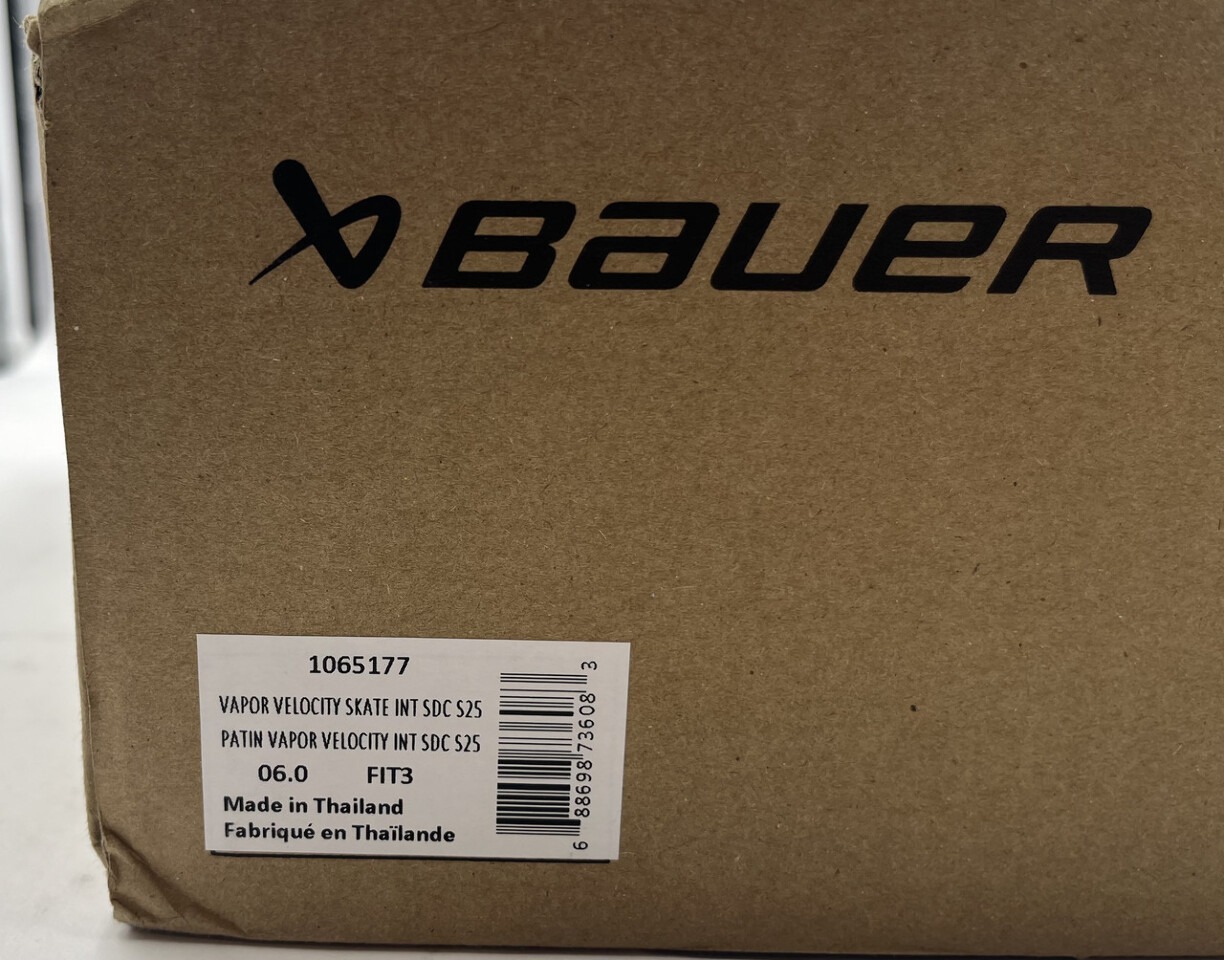 BAUER
1065177
VAPOR VELOCITY SKATE INT SDC S25
PATIN VAPOR VELOCITY INT SDC S25
06.0 FIT3
Made in Thailand
Fabriqué en Thaïlande
6 88698 73608 3